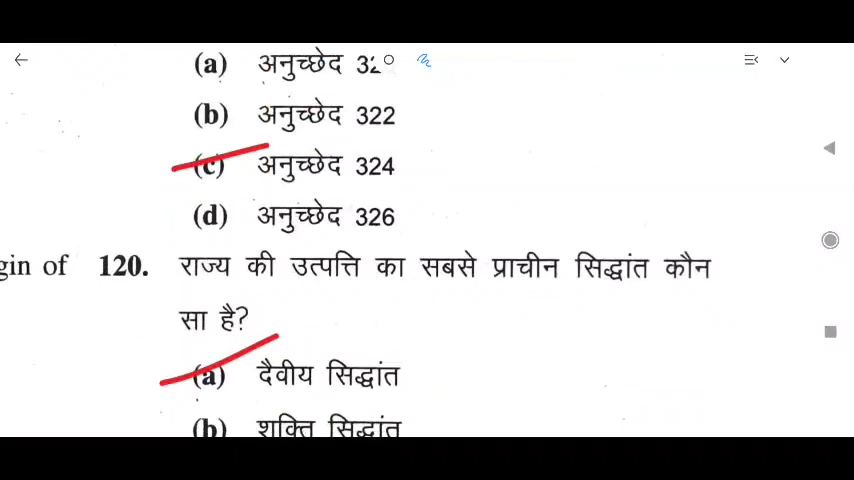 (a) अनुच्छेद
(b) अनुच्छेद 322
(c) अनुच्छेद 324
(d) अनुच्छेद 326
gin of 120. राज्य की उत्पत्ति का सबसे प्राचीन सिद्धांत कौन
सा है?
(a) दैवीय सिद्धांत
(b) शक्ति सिद्धांत